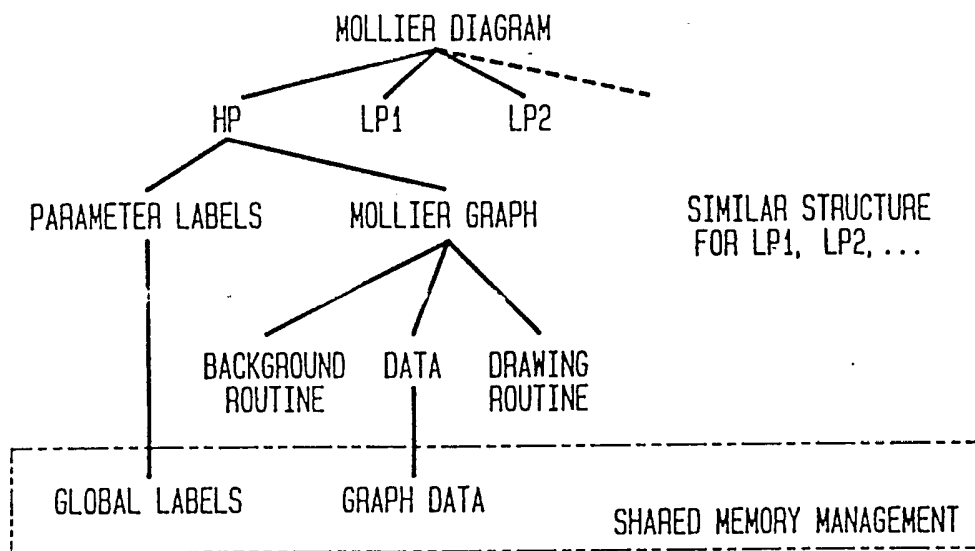 MOLLIER DIAGRAM
HP
LP1
LP2
PARAMETER LABELS
MOLLIER GRAPH
SIMILAR STRUCTURE
FOR LP1, LP2, ...
BACKGROUND
ROUTINE
DATA
DRAWING
ROUTINE
GLOBAL LABELS
GRAPH DATA
SHARED MEMORY MANAGEMENT